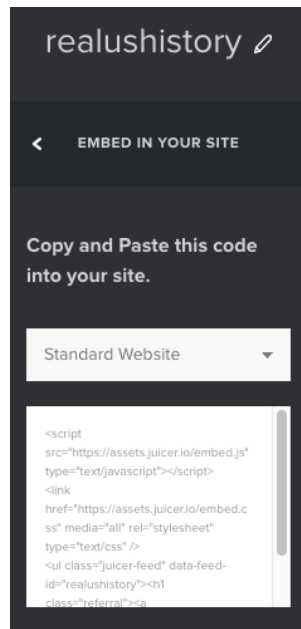 realushistory
EMBED IN YOUR SITE
Copy and Paste this code
into your site.
Standard Website
<script
src="https://assets.juicer.io/embed.js"
type="text/javascript"></script>
<link
href="https://assets.juicer.io/embed.c
ss" media="all" rel="stylesheet"
type="text/css" />
<ul class="juicer-feed" data-feed-
id="realushistory"><h1
class="referral"><a